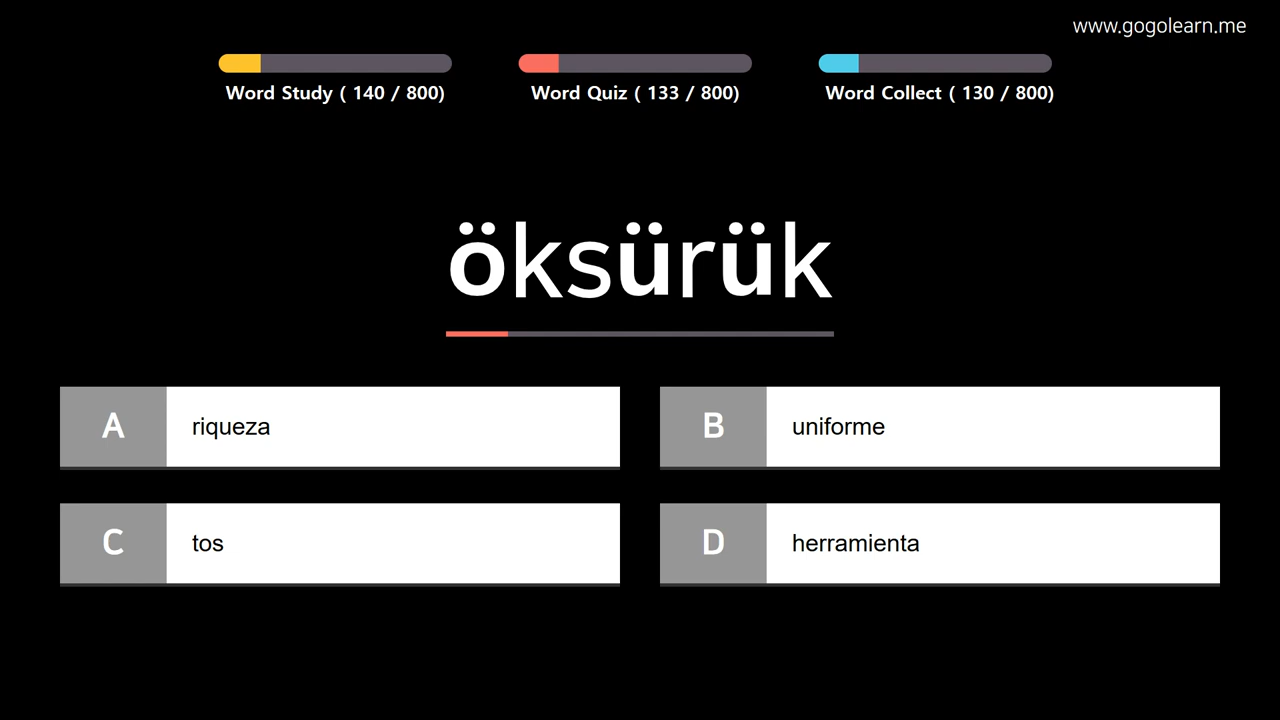 www.gogolearn.me
Word Study ( 140 / 800)
Word Quiz ( 133 / 800)
Word Collect ( 130 / 800)
öksürük
A riqueza
B uniforme
C tos
D herramienta